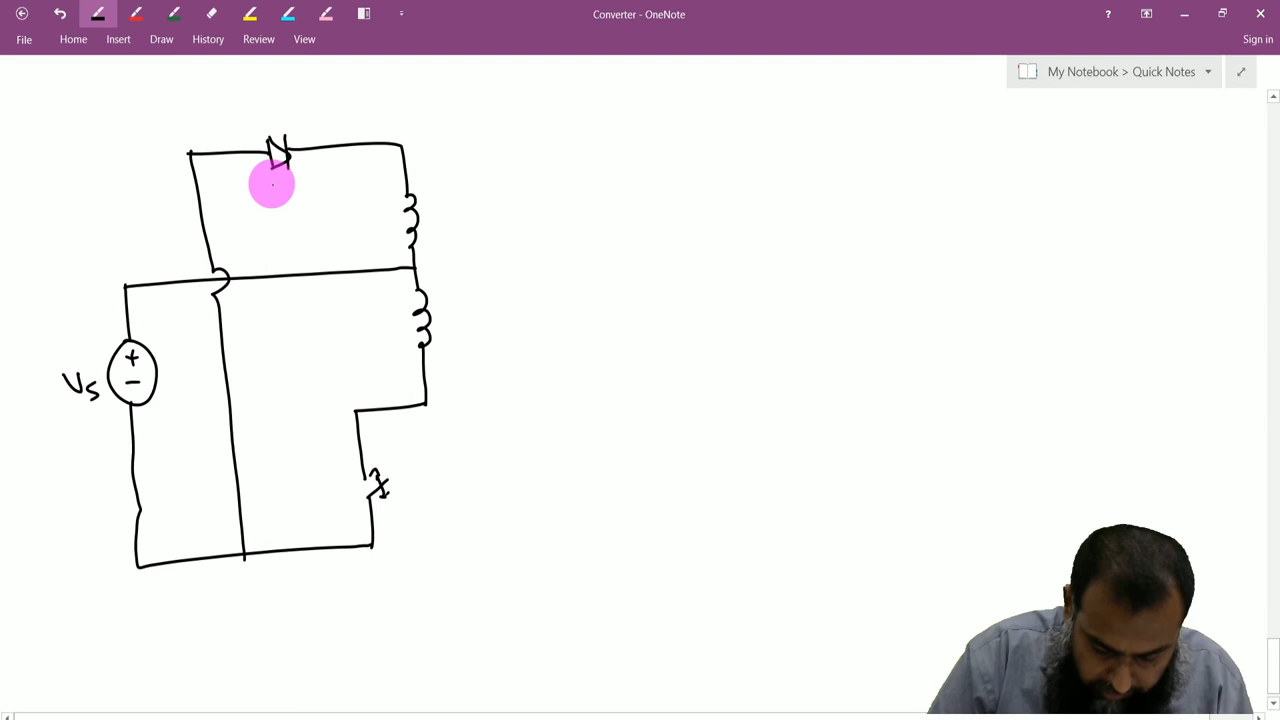 Converter - OneNote
?
File Home Insert Draw History Review View
Sign in
My Notebook > Quick Notes
+
Vs
-